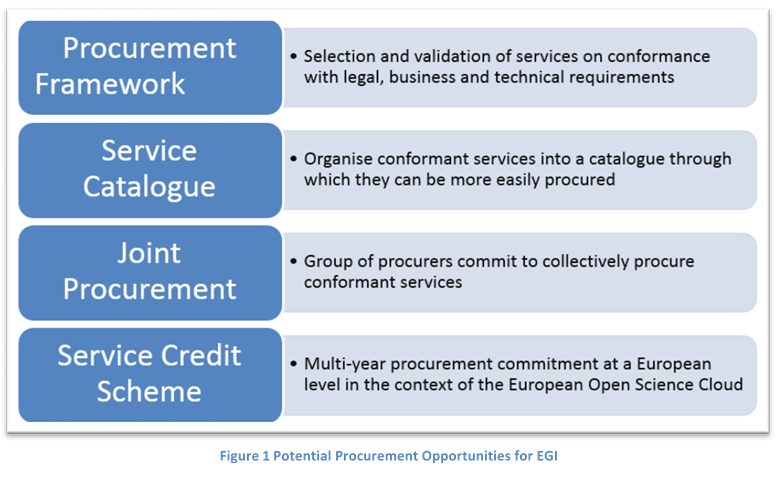 Procurement
Framework
• Selection and validation of services on conformance
with legal, business and technical requirements
Service
Catalogue
• Organise conformant services into a catalogue through
which they can be more easily procured
Joint
Procurement
• Group of procurers commit to collectively procure
conformant services
Service Credit
Scheme
• Multi-year procurement commitment at a European
level in the context of the European Open Science Cloud
Figure 1 Potential Procurement Opportunities for EGI